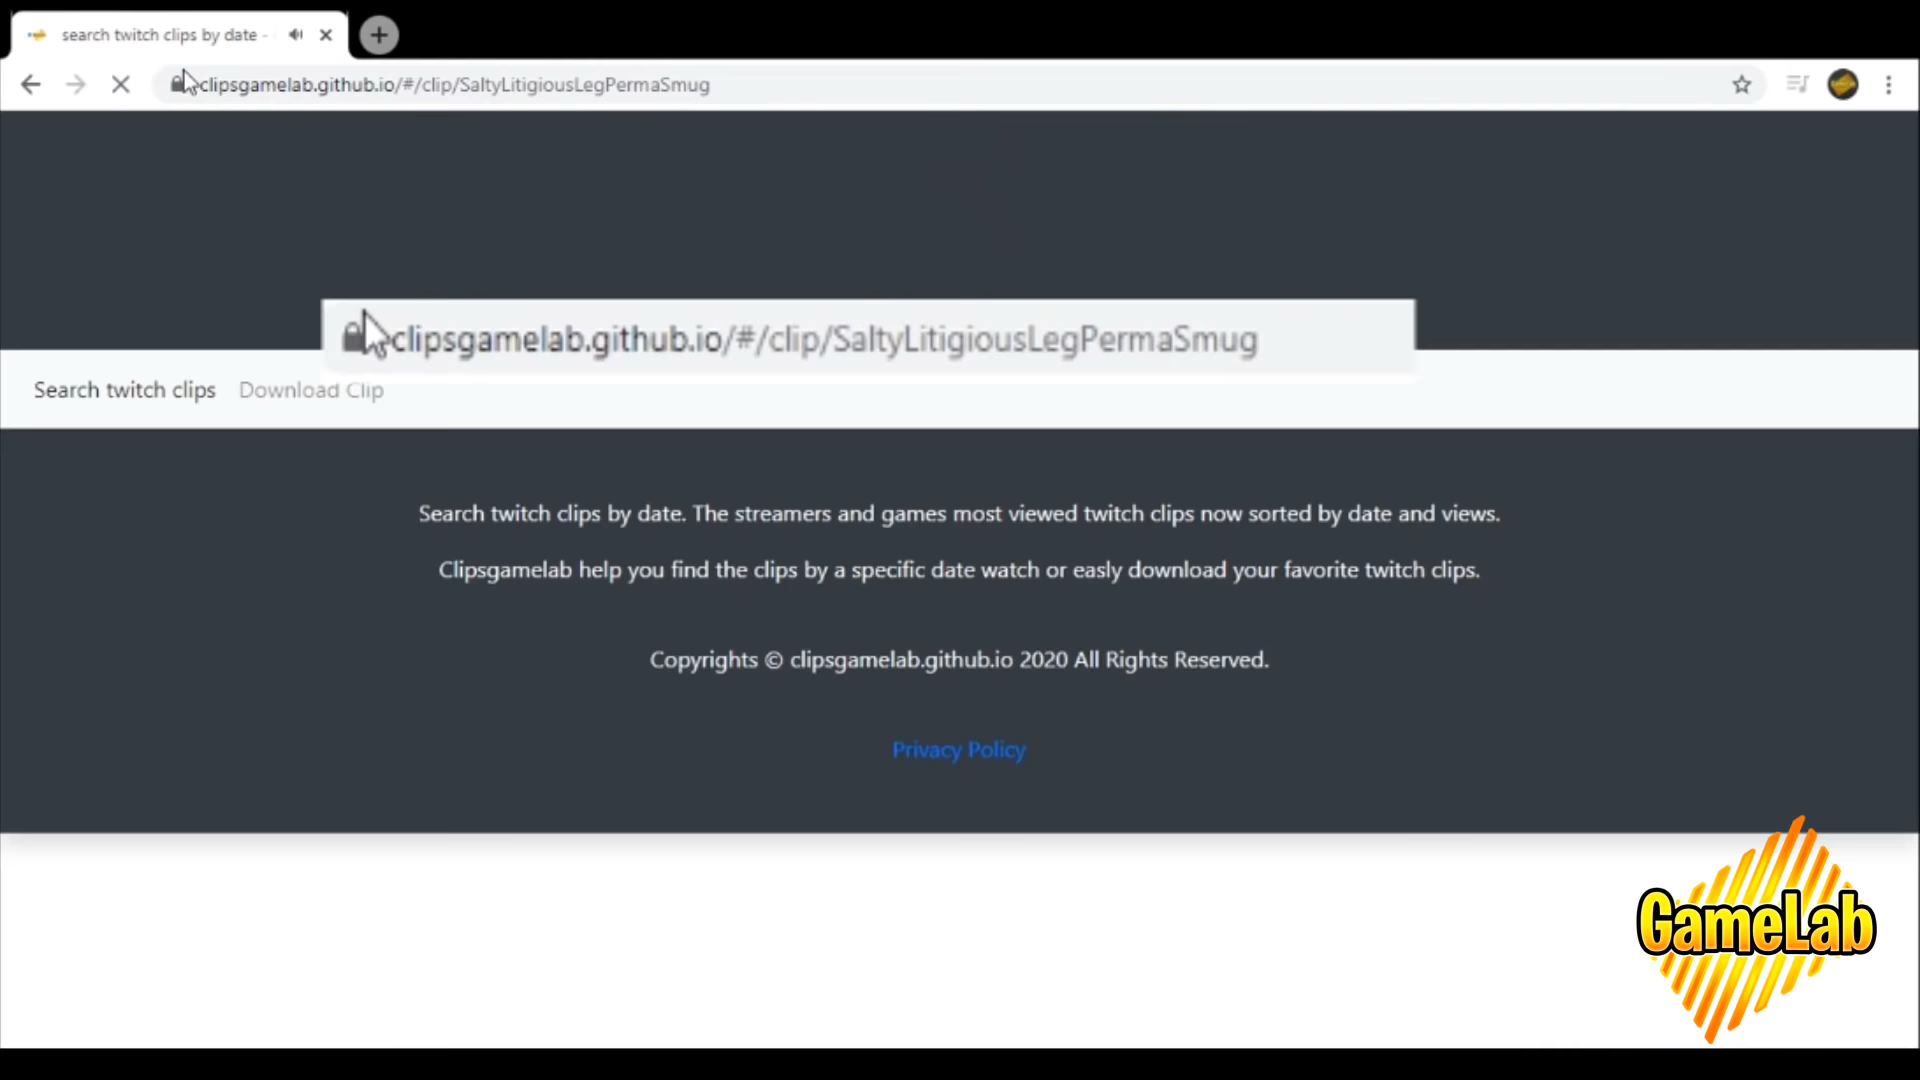 search twitch clips by date -
clipsgamelab.github.io/#/clip/SaltyLitigiousLegPermaSmug
clipsgamelab.github.io/#/clip/SaltyLitigiousLegPermaSmug
Search twitch clips Download Clip
Search twitch clips by date. The streamers and games most viewed twitch clips now sorted by date and views.
Clipsgamelab help you find the clips by a specific date watch or easly download your favorite twitch clips.
Copyrights © clipsgamelab.github.io 2020 All Rights Reserved.
Privacy Policy
GameLab